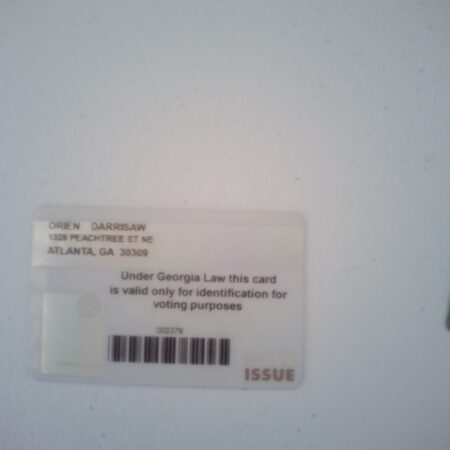 ORIEN DARRISAW
1328 PEACHTREE ST NE
ATLANTA, GA 30309
Under Georgia Law this card
is valid only for identification for
voting purposes
002379
ISSUE